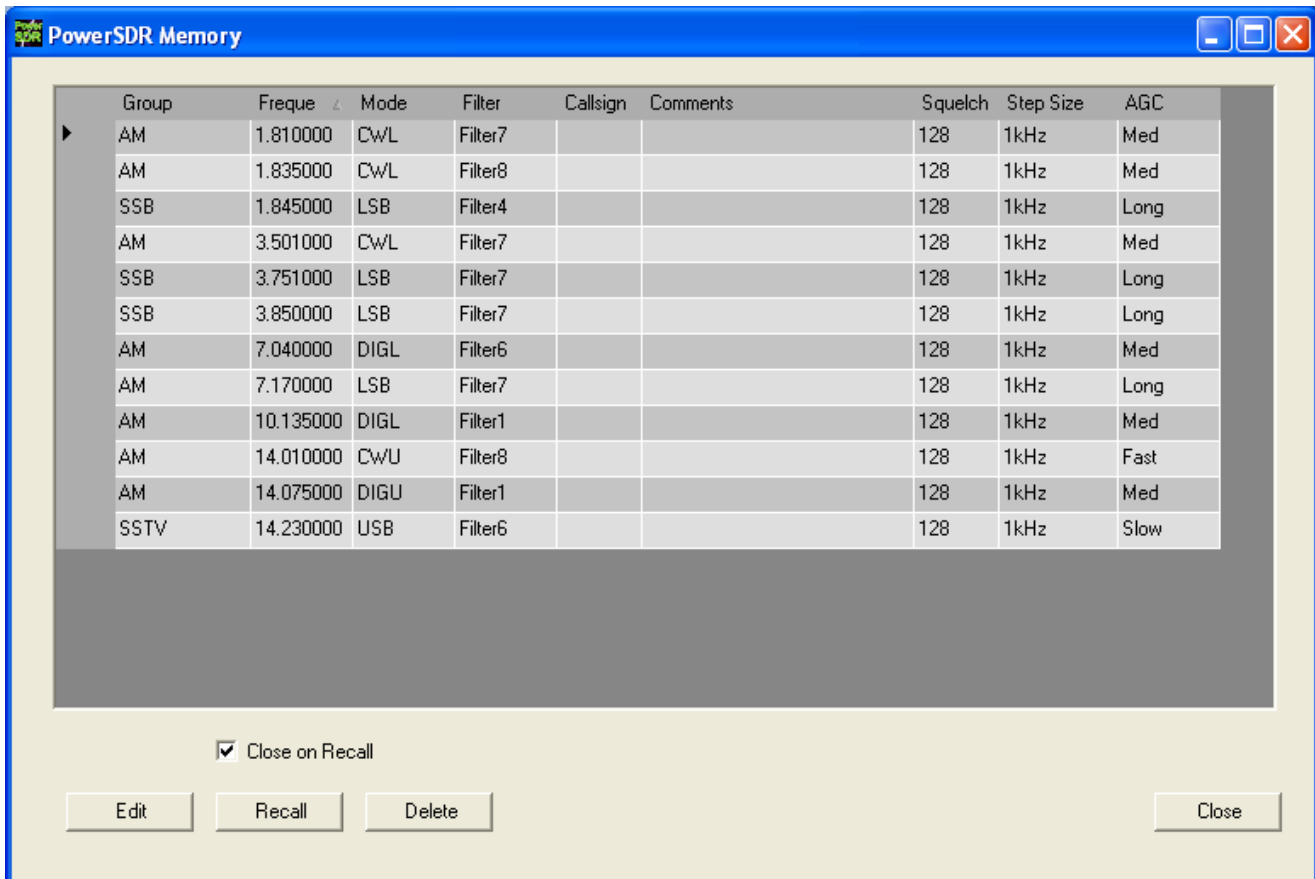 Power SDR PowerSDR Memory
Group Freque Mode Filter Callsign Comments Squelch Step Size AGC
AM 1.810000 CWL Filter7 128 1kHz Med
AM 1.835000 CWL Filter8 128 1kHz Med
SSB 1.845000 LSB Filter4 128 1kHz Long
AM 3.501000 CWL Filter7 128 1kHz Med
SSB 3.751000 LSB Filter7 128 1kHz Long
SSB 3.850000 LSB Filter7 128 1kHz Long
AM 7.040000 DIGL Filter6 128 1kHz Med
AM 7.170000 LSB Filter7 128 1kHz Long
AM 10.135000 DIGL Filter1 128 1kHz Med
AM 14.010000 CWU Filter8 128 1kHz Fast
AM 14.075000 DIGU Filter1 128 1kHz Med
SSTV 14.230000 USB Filter6 128 1kHz Slow
Close on Recall
Edit Recall Delete Close